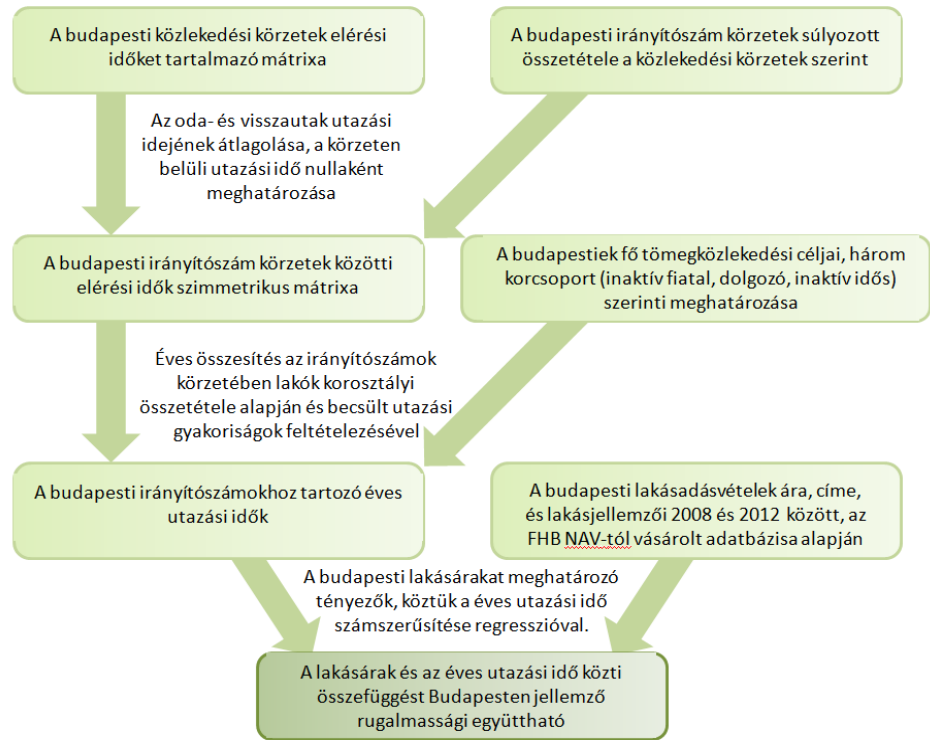 A budapesti közlekedési körzetek elérési
időket tartalmazó mátrixa
A budapesti irányítószám körzetek súlyozott
összetétele a közlekedési körzetek szerint
Az oda- és visszautak utazási
idejének átlagolása, a körzeten
belüli utazási idő nullaként
meghatározása
A budapesti irányítószám körzetek közötti
elérési idők szimmetrikus mátrixa
A budapestiek fő tömegközlekedési céljai, három
korcsoport (inaktív fiatal, dolgozó, inaktív idős)
szerinti meghatározása
Éves összesítés az irányítószámok
körzetében lakók korosztályi
összetétele alapján és becsült utazási
gyakoriságok feltételezésével
A budapesti irányítószámokhoz tartozó éves
utazási idők
A budapesti lakásadásvételek ára, címe,
és lakásjellemzői 2008 és 2012 között, az
FHB NAV-tól vásárolt adatbázisa alapján
A budapesti lakásárakat meghatározó
tényezők, köztük a éves utazási idő
számszerűsítése regresszióval.
A lakásárak és az éves utazási idő közti
összefüggést Budapesten jellemző
rugalmassági együttható